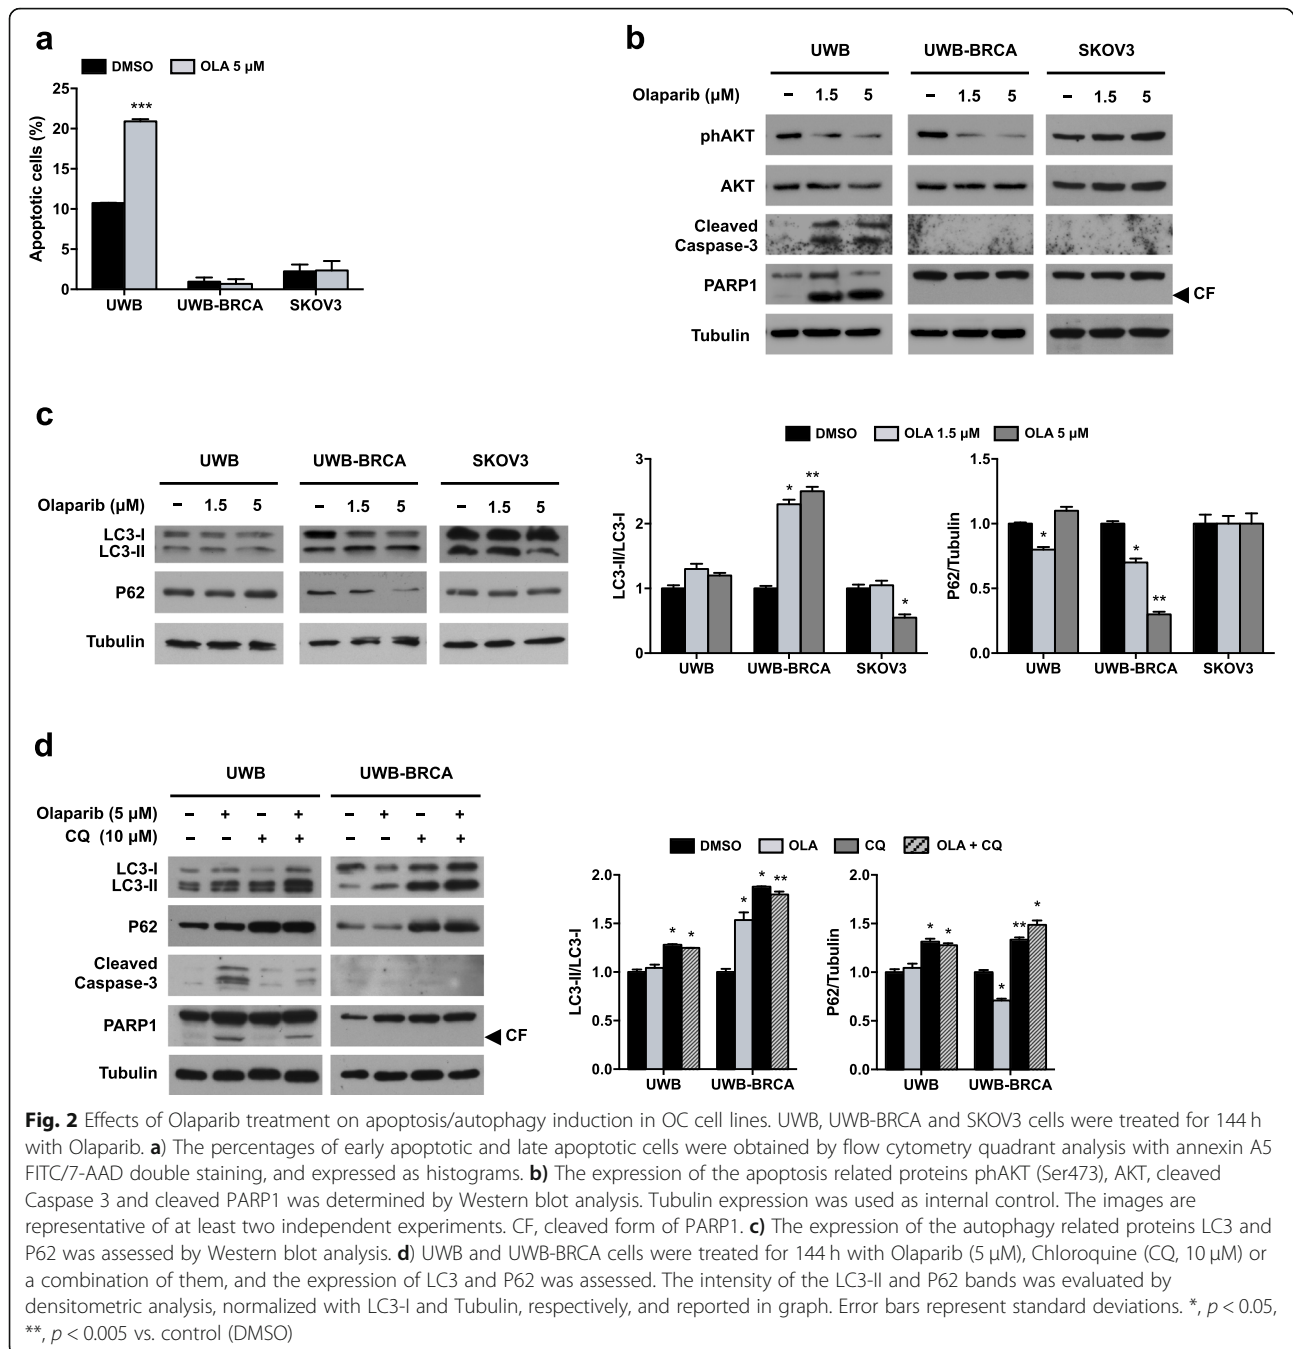 a
DMSO OLA 5 µM
Apoptotic cells (%)
25
20
15
10
5
0
***
UWB UWB-BRCA SKOV3
b
UWB UWB-BRCA SKOV3
Olaparib (µM) – 1.5 5 – 1.5 5 – 1.5 5
phAKT
AKT
Cleaved
Caspase-3
PARP1
CF
Tubulin
c
UWB UWB-BRCA SKOV3
Olaparib (µM) – 1.5 5 – 1.5 5 – 1.5 5
LC3-I
LC3-II
P62
Tubulin
DMSO OLA 1.5 µM OLA 5 µM
LC3-II/LC3-I
3
2
1
0
* ** *
UWB UWB-BRCA SKOV3
P62/Tubulin
1.5
1.0
0.5
0.0
* * **
UWB UWB-BRCA SKOV3
d
UWB UWB-BRCA
Olaparib (5 µM) – + – + – + – +
CQ (10 µM) – – + + – – + +
LC3-I
LC3-II
P62
Cleaved
Caspase-3
PARP1
CF
Tubulin
DMSO OLA CQ OLA + CQ
LC3-II/LC3-I
2.0
1.5
1.0
0.5
0.0
* * * * **
UWB UWB-BRCA
P62/Tubulin
2.0
1.5
1.0
0.5
0.0
* * * ** *
UWB UWB-BRCA
Fig. 2 Effects of Olaparib treatment on apoptosis/autophagy induction in OC cell lines. UWB, UWB-BRCA and SKOV3 cells were treated for 144 h
with Olaparib. a) The percentages of early apoptotic and late apoptotic cells were obtained by flow cytometry quadrant analysis with annexin A5
FITC/7-AAD double staining, and expressed as histograms. b) The expression of the apoptosis related proteins phAKT (Ser473), AKT, cleaved
Caspase 3 and cleaved PARP1 was determined by Western blot analysis. Tubulin expression was used as internal control. The images are
representative of at least two independent experiments. CF, cleaved form of PARP1. c) The expression of the autophagy related proteins LC3 and
P62 was assessed by Western blot analysis. d) UWB and UWB-BRCA cells were treated for 144 h with Olaparib (5 µM), Chloroquine (CQ, 10 µM) or
a combination of them, and the expression of LC3 and P62 was assessed. The intensity of the LC3-II and P62 bands was evaluated by
densitometric analysis, normalized with LC3-I and Tubulin, respectively, and reported in graph. Error bars represent standard deviations. *, p < 0.05,
**, p < 0.005 vs. control (DMSO)